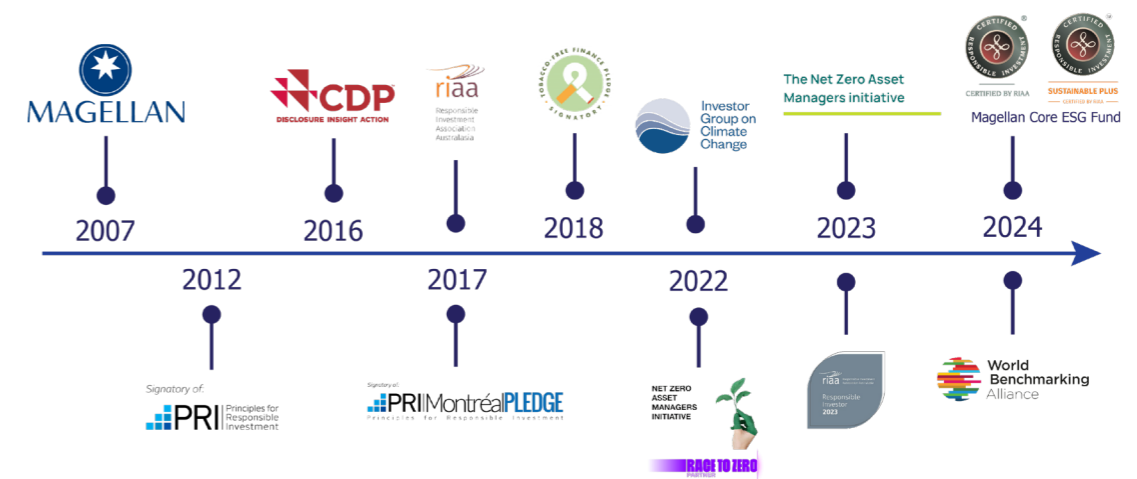 MAGELLAN
2007
Signatory of:
PRI
Principles for
Responsible
Investment
2012
CDP
DISCLOSURE INSIGHT ACTION
2016
riaa
Responsible
Investment
Association
Australasia
2017
Signatory of:
PRI|Montréal PLEDGE
Principles for Responsible Investment
TOBACCO-FREE FINANCE PLEDGE
SIGNATORY
2018
Investor
Group on
Climate
Change
2022
NET ZERO
ASSET
MANAGERS
INITIATIVE
RACE TO ZERO
PARTNER
The Net Zero Asset
Managers initiative
2023
riaa
Responsible
Investor
2023
CERTIFIED
RESPONSIBLE INVESTMENT
®
CERTIFIED BY RIAA
CERTIFIED
RESPONSIBLE INVESTMENT
SUSTAINABLE PLUS
CERTIFIED BY RIAA
Magellan Core ESG Fund
2024
World
Benchmarking
Alliance